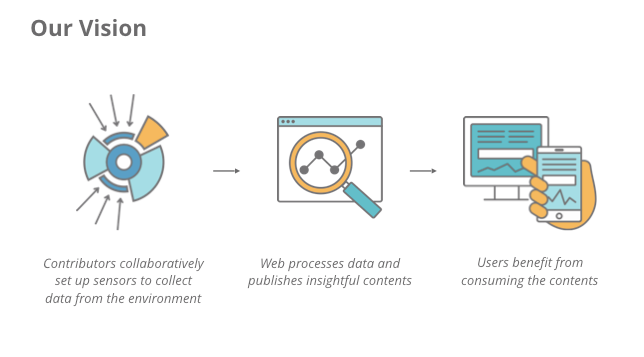 Our Vision
Contributors collaboratively
set up sensors to collect
data from the environment
Web processes data and
publishes insightful contents
Users benefit from
consuming the contents